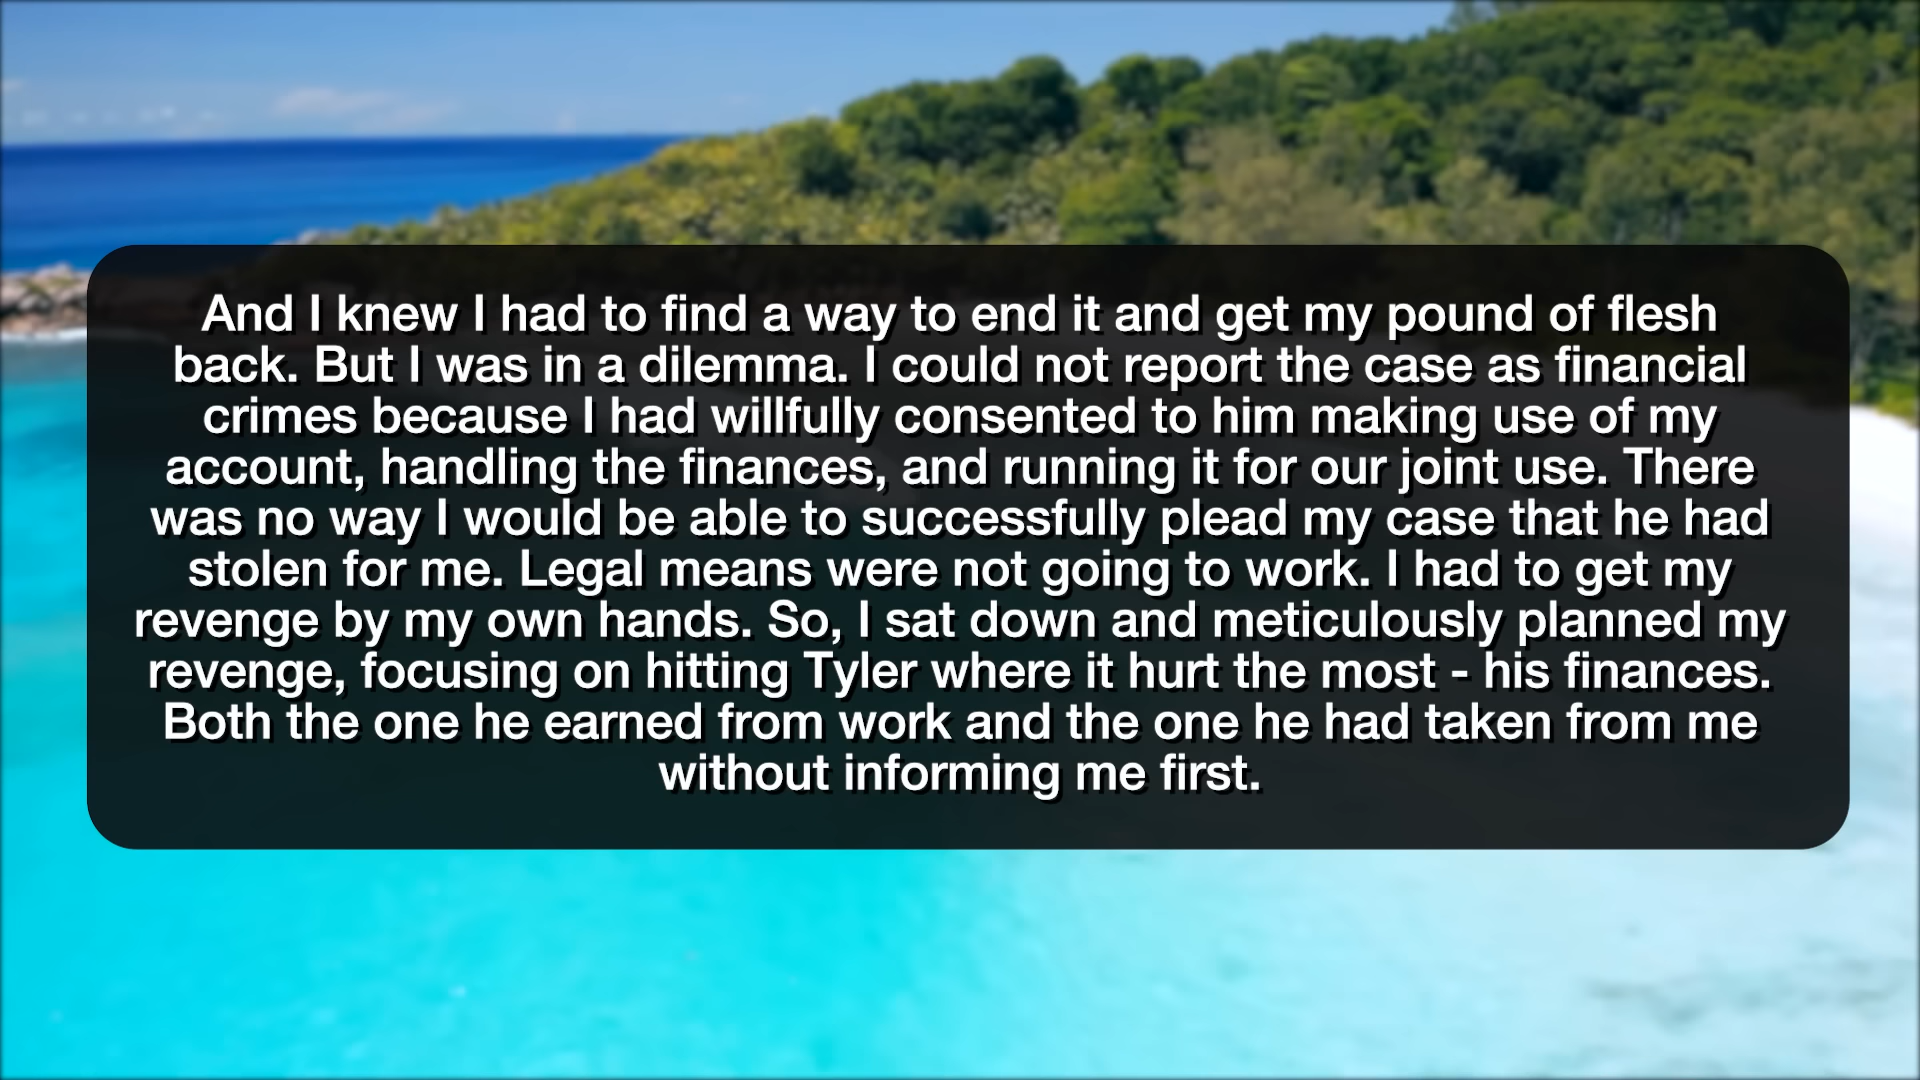 And I knew I had to find a way to end it and get my pound of flesh
back. But I was in a dilemma. I could not report the case as financial
crimes because I had willfully consented to him making use of my
account, handling the finances, and running it for our joint use. There
was no way I would be able to successfully plead my case that he had
stolen for me. Legal means were not going to work. I had to get my
revenge by my own hands. So, I sat down and meticulously planned my
revenge, focusing on hitting Tyler where it hurt the most - his finances.
Both the one he earned from work and the one he had taken from me
without informing me first.